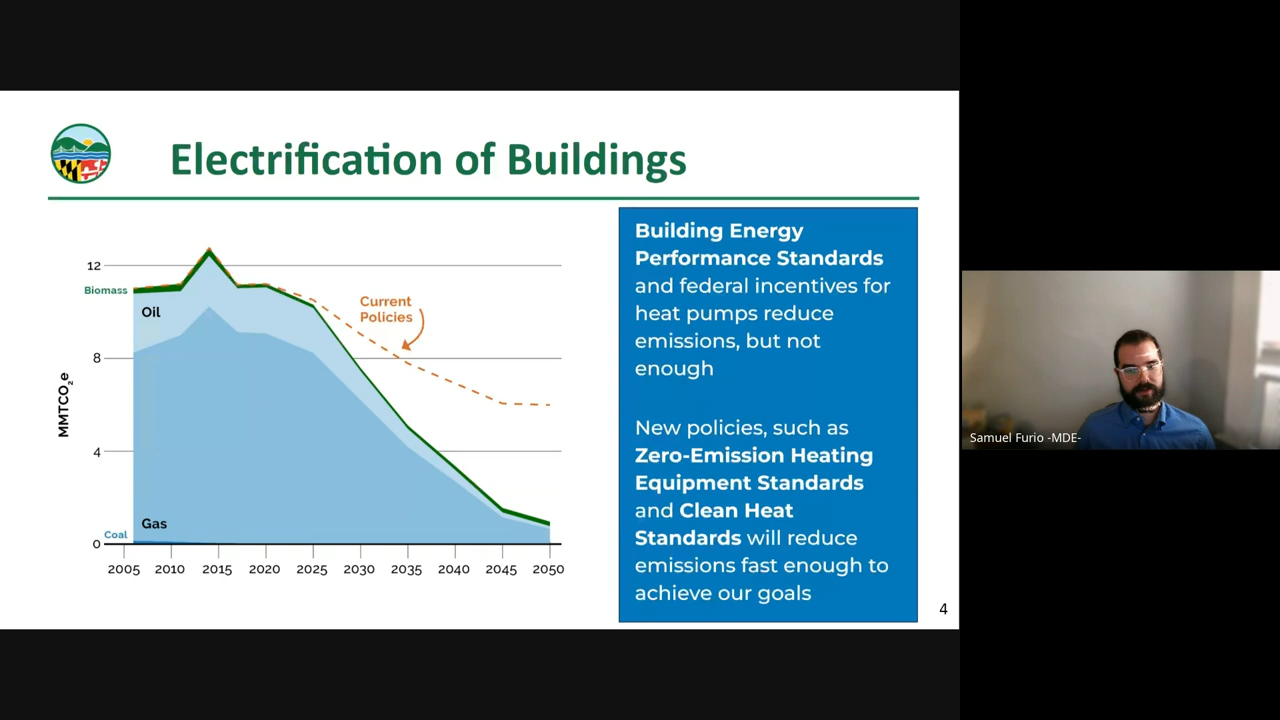 Electrification of Buildings
12
Biomass
Oil
Current
Policies
8
MMTCO₂e
4
Gas
Coal
0
2005 2010 2015 2020 2025 2030 2035 2040 2045 2050
Building Energy
Performance Standards
and federal incentives for
heat pumps reduce
emissions, but not
enough
New policies, such as
Zero-Emission Heating
Equipment Standards
and Clean Heat
Standards will reduce
emissions fast enough to
achieve our goals
4
Samuel Furio -MDE-